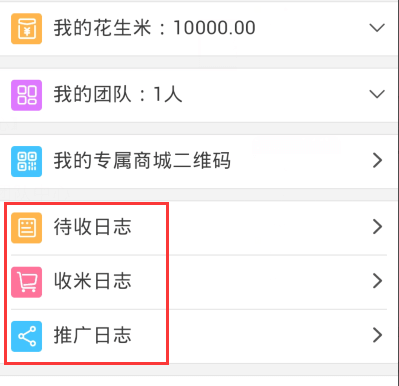 我的花生米：10000.00
我的团队：1人
我的专属商城二维码
待收日志
收米日志
推广日志